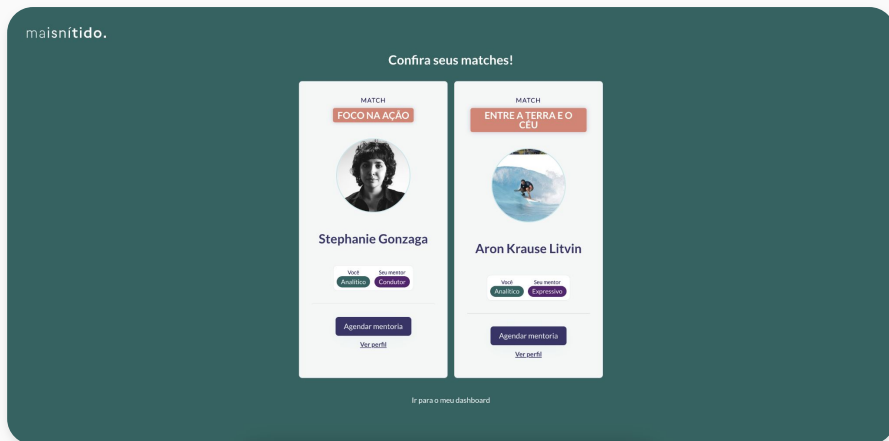 maisnítido.
Confira seus matches!
MATCH
FOCO NA AÇÃO
Stephanie Gonzaga
Você Seu mentor
Analítico Condutor
Agendar mentoria
Ver perfil
MATCH
ENTRE A TERRA E O
CÉU
Aron Krause Litvin
Você Seu mentor
Analítico Expressivo
Agendar mentoria
Ver perfil
Ir para o meu dashboard